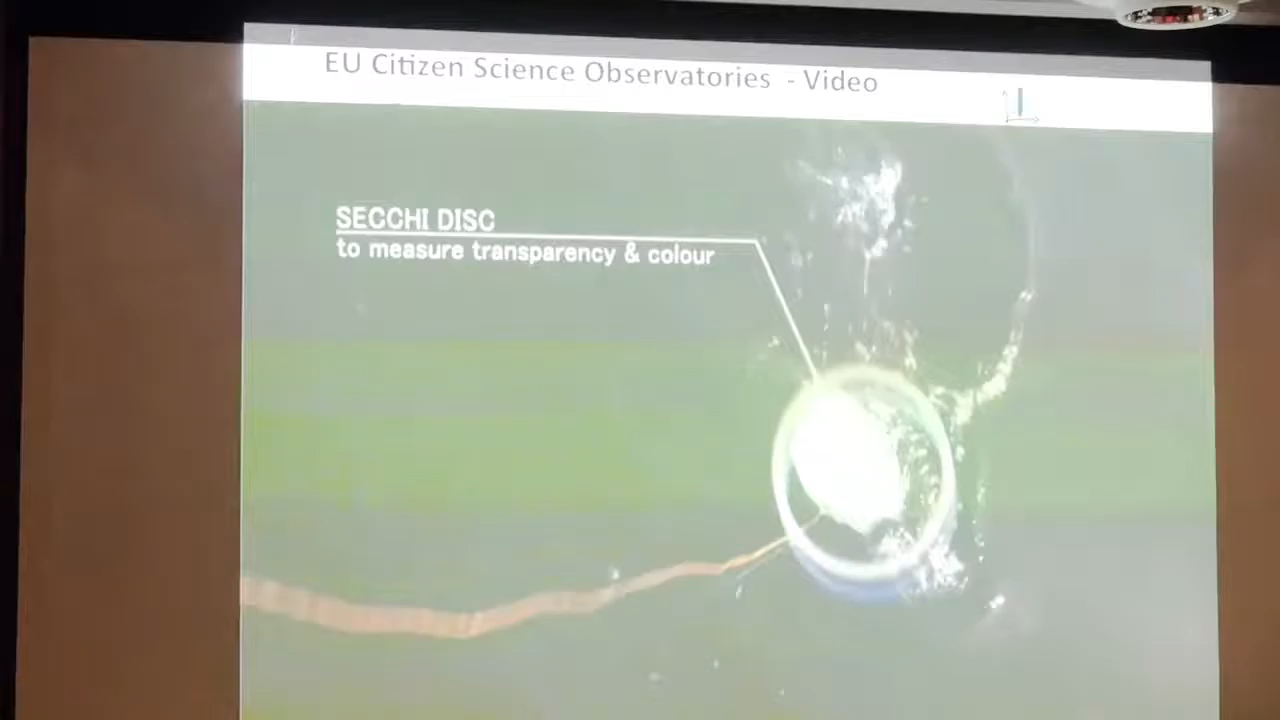 EU Citizen Science Observatories - Video
SECCHI DISC
to measure transparency & colour